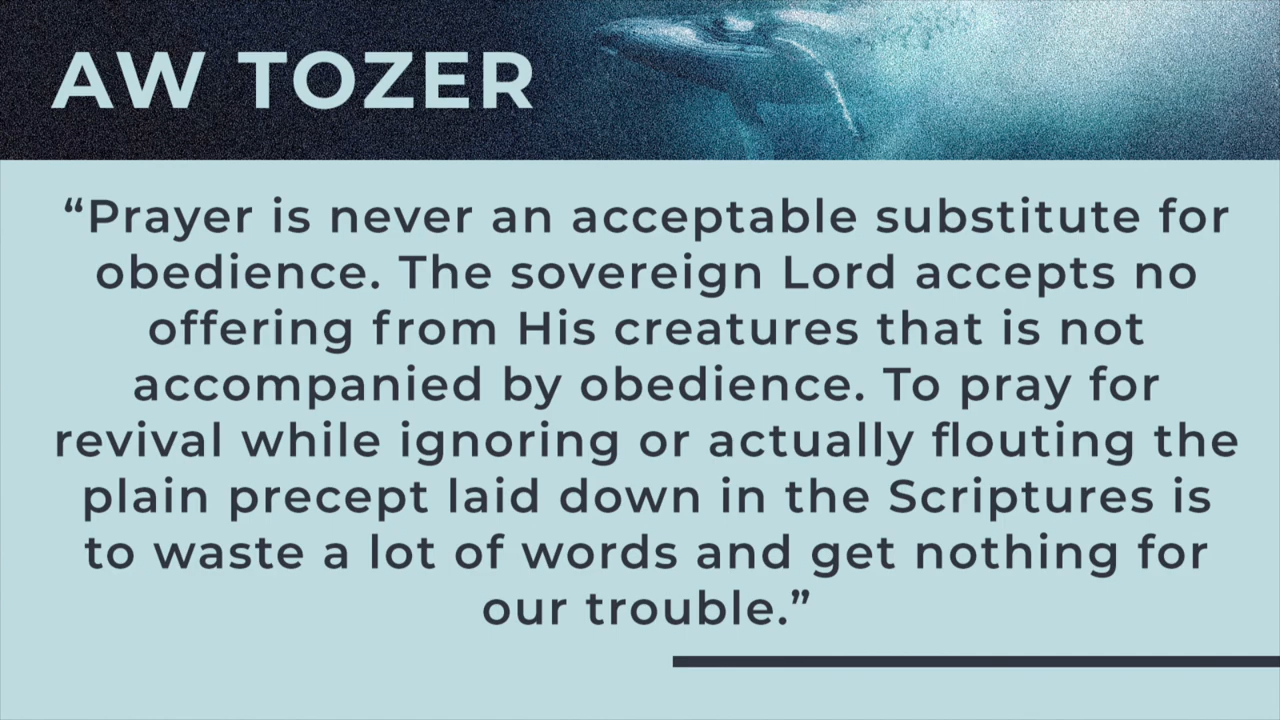 AW TOZER
“Prayer is never an acceptable substitute for
obedience. The sovereign Lord accepts no
offering from His creatures that is not
accompanied by obedience. To pray for
revival while ignoring or actually flouting the
plain precept laid down in the Scriptures is
to waste a lot of words and get nothing for
our trouble.”